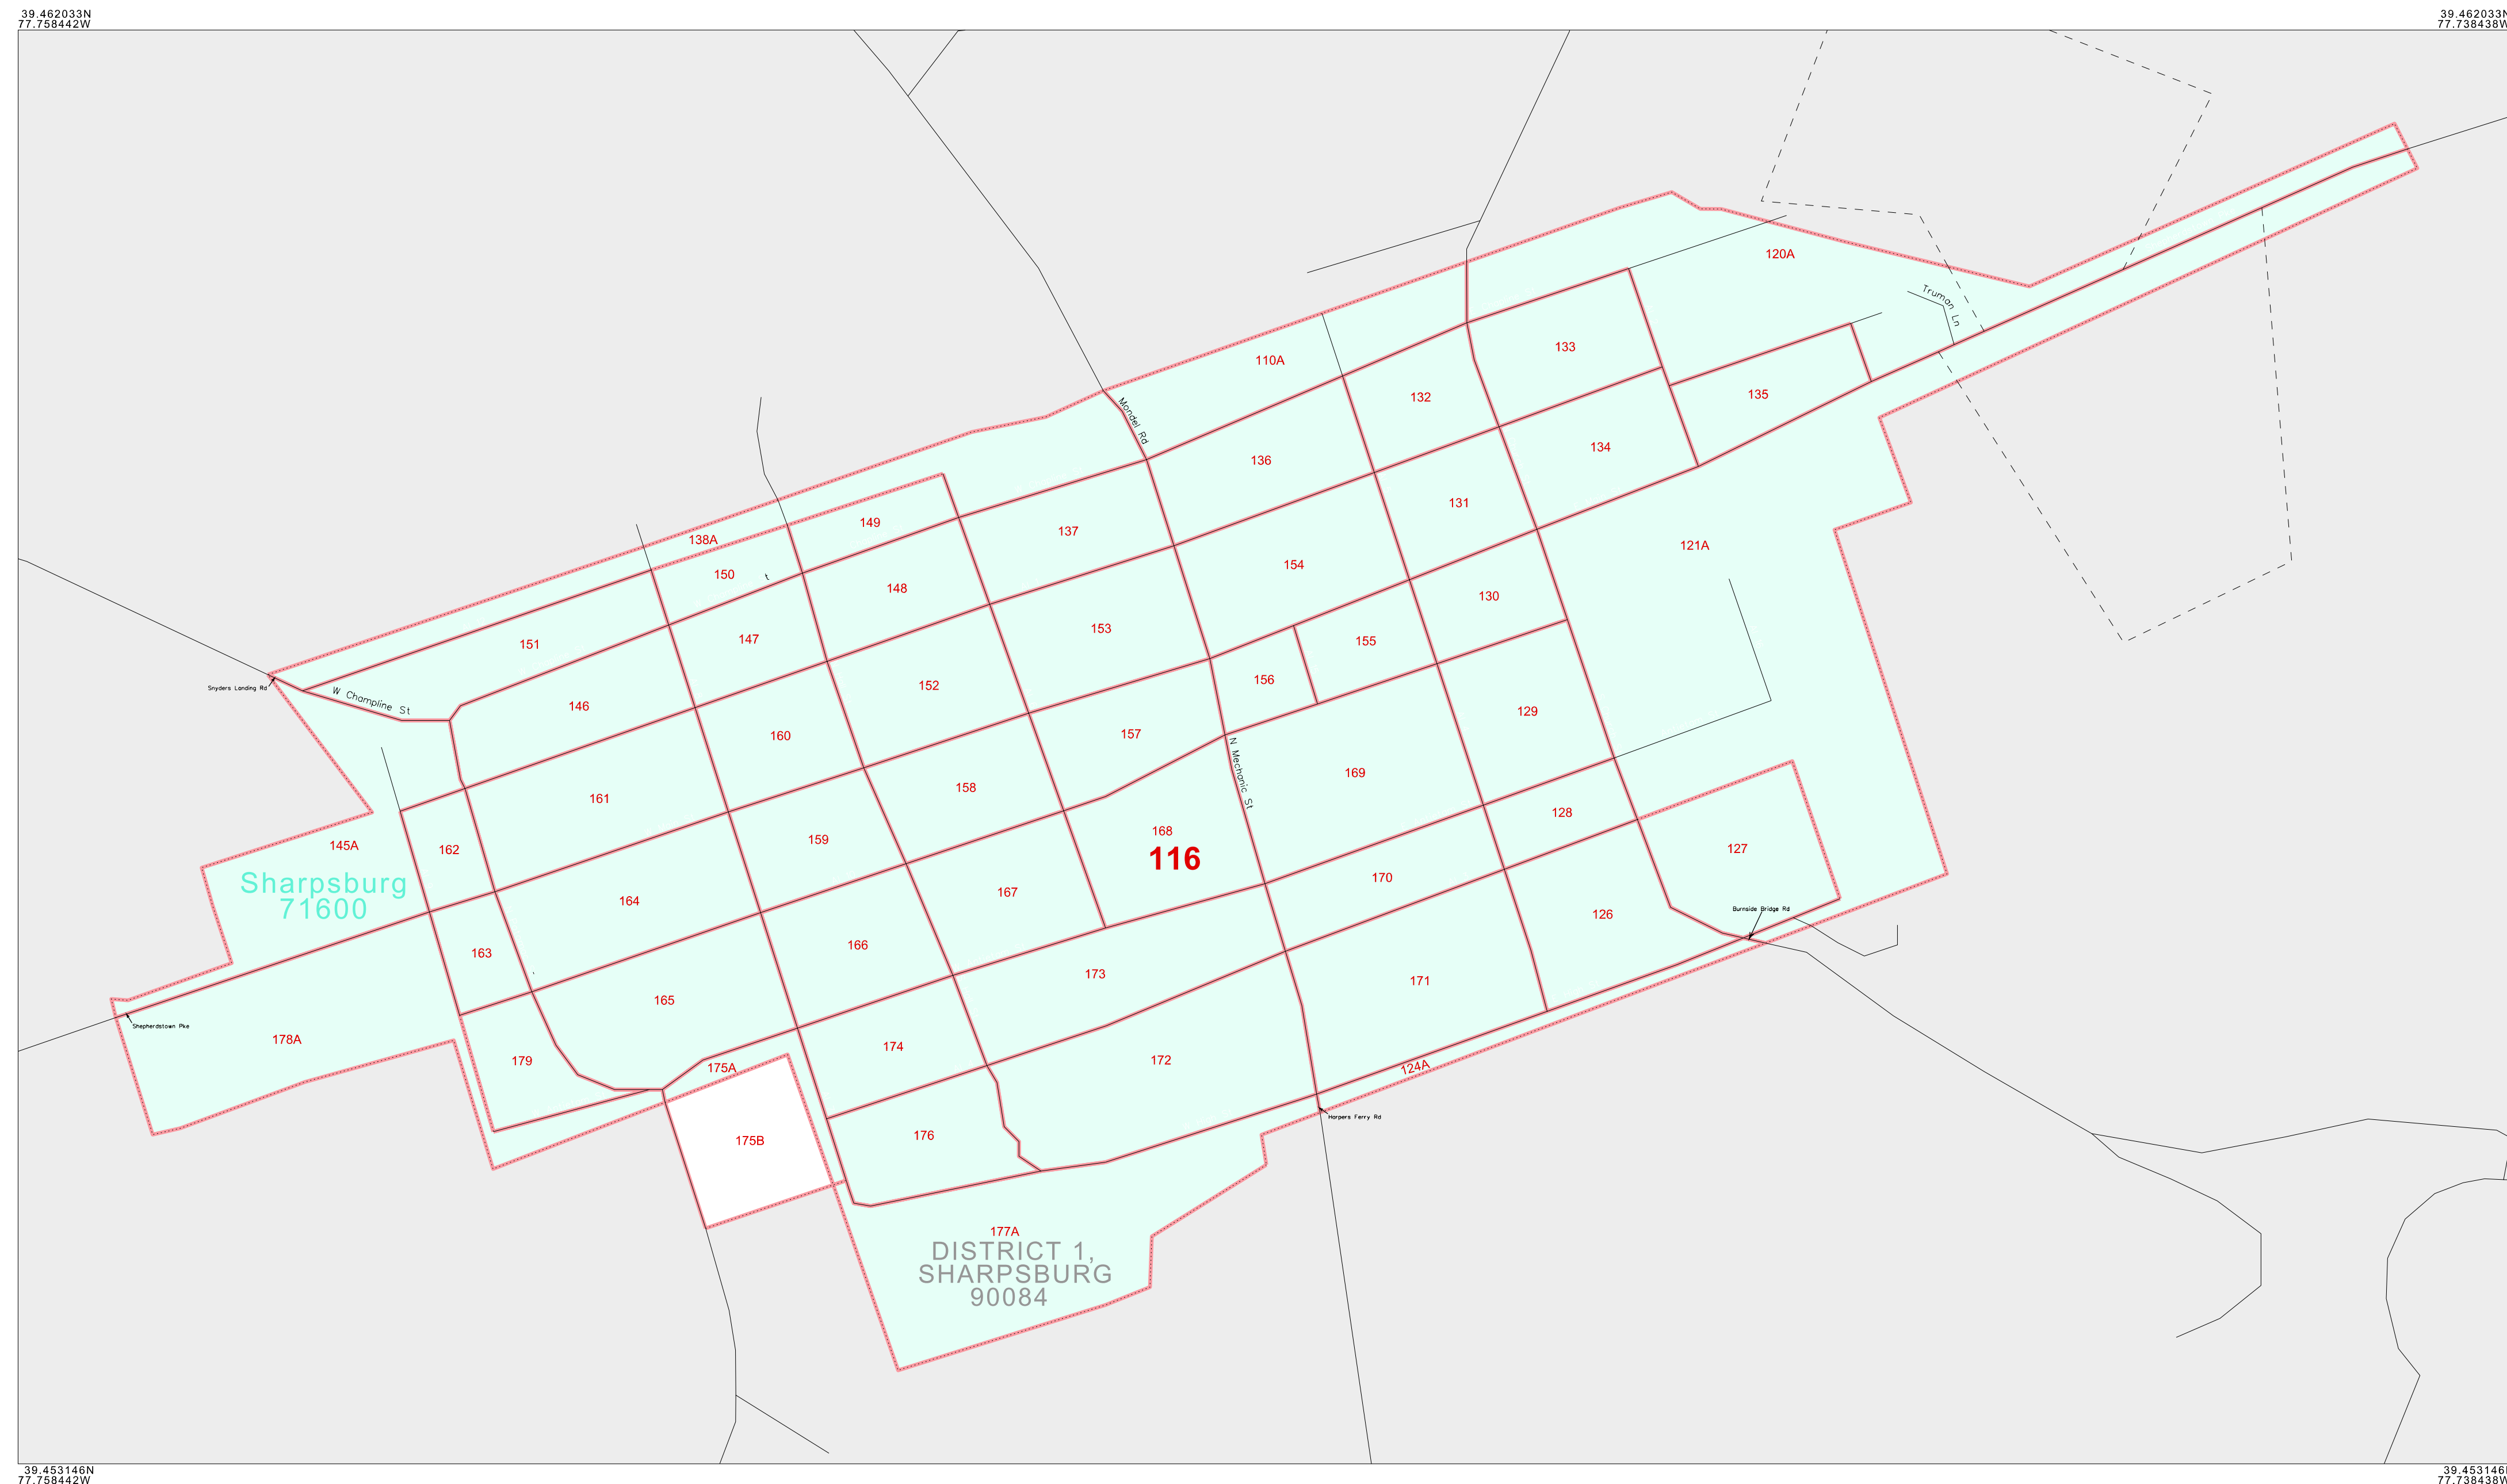 39.462033N
77.758442W
39.462033N
77.738438W
120A
Truman Ln
133
110A
135
132
Mondel Rd
134
136
131
149
137
138A
121A
154
150
t
148
130
153
147
155
151
156
152
Snyders Landing Rd
W Champline St
146
129
157
160
N Mechanic St
169
158
161
128
168
159
145A
162
127
116
170
Sharpsburg
71600
167
164
126
Burnside Bridge Rd
166
163
173
171
165
Shepherdstown Pke
178A
174
179
172
175A
124A
Harpers Ferry Rd
176
175B
177A
DISTRICT 1,
SHARPSBURG
90084
39.453146N
77.758442W
39.453146N
77.738438W